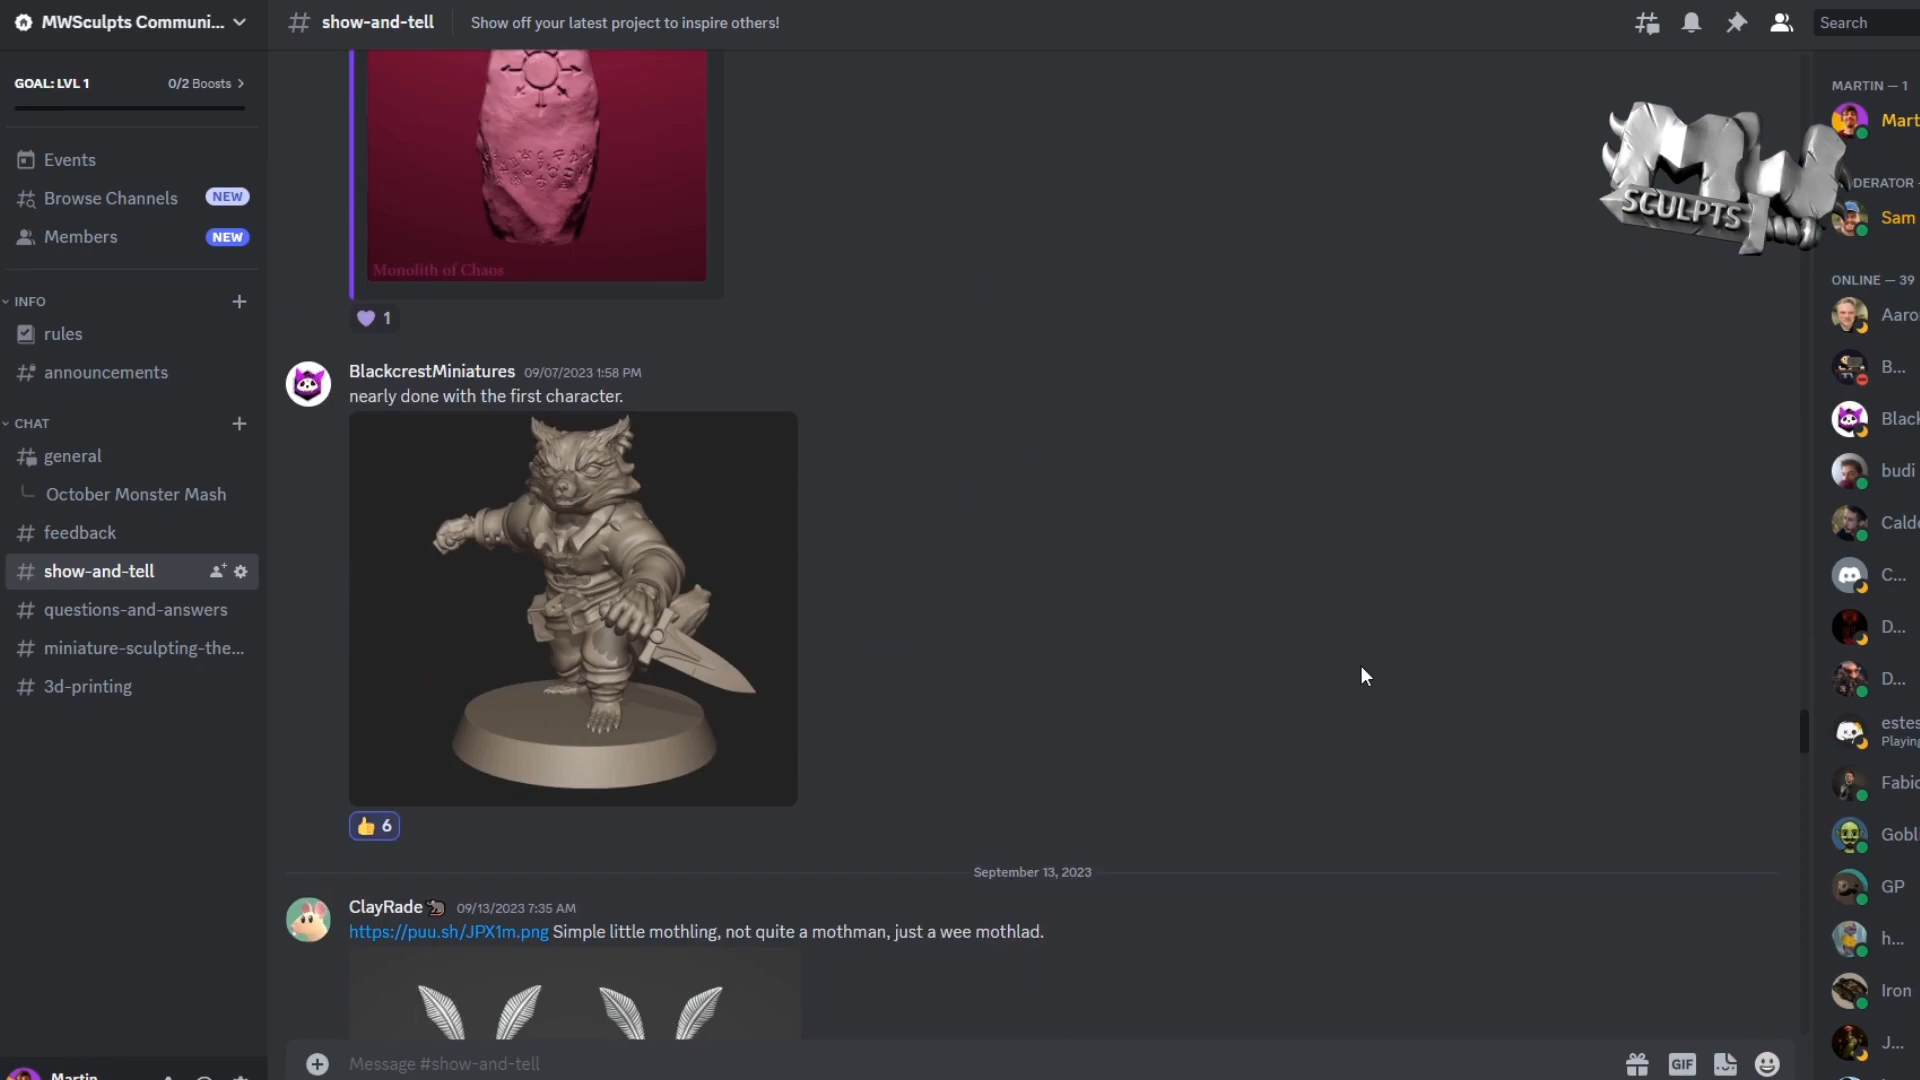 MWSculpts Communi...
# show-and-tell
Show off your latest project to inspire others!
Search
GOAL: LVL 1
0/2 Boosts
Events
Browse Channels
NEW
Members
NEW
INFO
rules
announcements
CHAT
general
October Monster Mash
feedback
show-and-tell
questions-and-answers
miniature-sculpting-the...
3d-printing
Martin
Monolith of Chaos
1
BlackcrestMiniatures 09/07/2023 1:58 PM
nearly done with the first character.
6
September 13, 2023
ClayRade 09/13/2023 7:35 AM
https://puu.sh/JPX1m.png Simple little mothling, not quite a mothman, just a wee mothlad.
Message #show-and-tell
GIF
MW
SCULPTS
MARTIN — 1
Mart
DERATOR
Sam
ONLINE — 39
Aaro
B...
Black
budi
Calde
C...
D...
D...
estes
Playing
Fabio
Gobli
GP
h...
Iron
J...